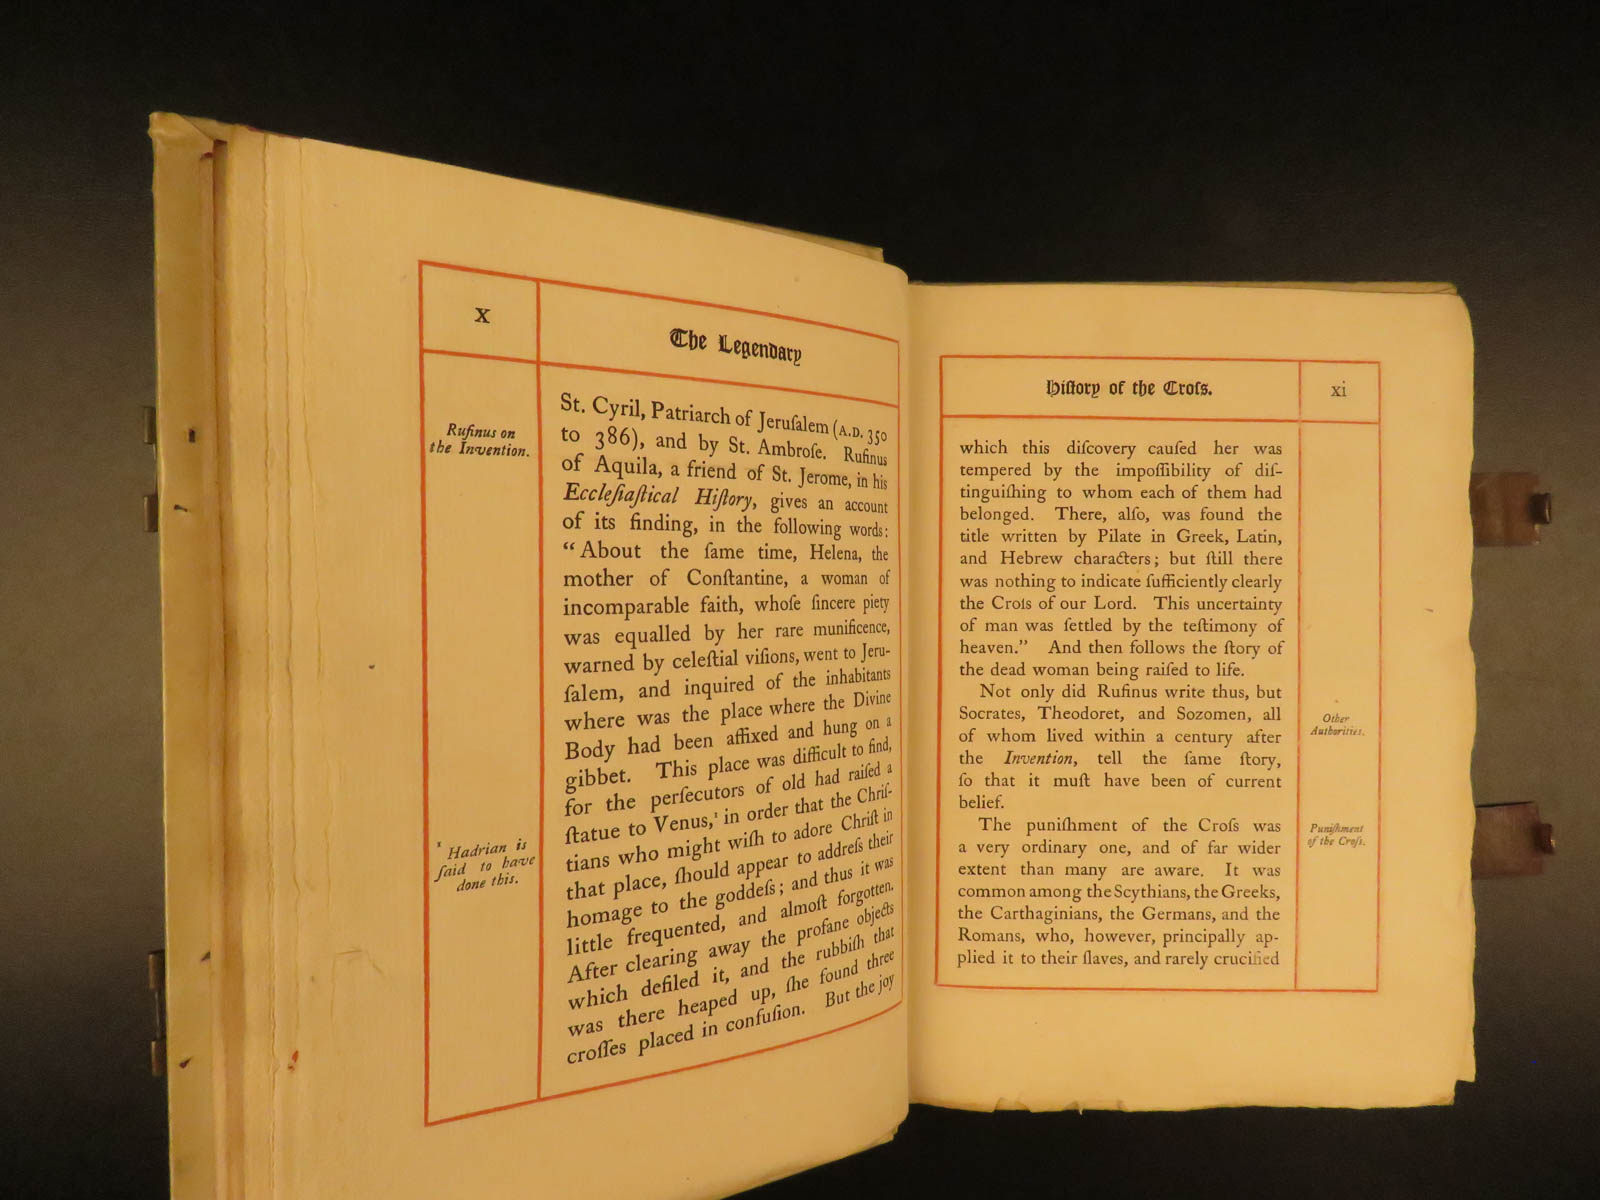 x
The Legendary
Rufinus on
the Invention.
St. Cyril, Patriarch of Jeruſalem (A.D. 350
to 386), and by St. Ambroſe. Rufinus
of Aquila, a friend of St. Jerome, in his
Eccleſiaſtical Hiſtory, gives an account
of its finding, in the following words:
“About the ſame time, Helena, the
mother of Conſtantine, a woman of
incomparable faith, whoſe ſincere piety
was equalled by her rare munificence,
warned by celeſtial viſions, went to Jeru-
ſalem, and inquired of the inhabitants
where was the place where the Divine
Body had been affixed and hung on a
gibbet. This place was difficult to find,
for the perſecutors of old had raiſed a
ſtatue to Venus,¹ in order that the Chriſ-
tians who might wiſh to adore Chriſt in
that place, ſhould appear to addreſs their
homage to the goddeſs; and thus it was
little frequented, and almoſt forgotten.
After clearing away the profane objects
which defiled it, and the rubbiſh that
was there heaped up, ſhe found three
croſſes placed in confuſion. But the joy
¹ Hadrian is
ſaid to have
done this.
Hiſtory of the Croſs.
xi
which this diſcovery cauſed her was
tempered by the impoſſibility of diſ-
tinguiſhing to whom each of them had
belonged. There, alſo, was found the
title written by Pilate in Greek, Latin,
and Hebrew characters; but ſtill there
was nothing to indicate ſufficiently clearly
the Croſs of our Lord. This uncertainty
of man was ſettled by the teſtimony of
heaven.” And then follows the ſtory of
the dead woman being raiſed to life.
Not only did Rufinus write thus, but
Socrates, Theodoret, and Sozomen, all
of whom lived within a century after
the Invention, tell the ſame ſtory,
ſo that it muſt have been of current
belief.
The puniſhment of the Croſs was
a very ordinary one, and of far wider
extent than many are aware. It was
common among the Scythians, the Greeks,
the Carthaginians, the Germans, and the
Romans, who, however, principally ap-
plied it to their ſlaves, and rarely crucified
Other
Authorities.
Puniſhment
of the Croſs.